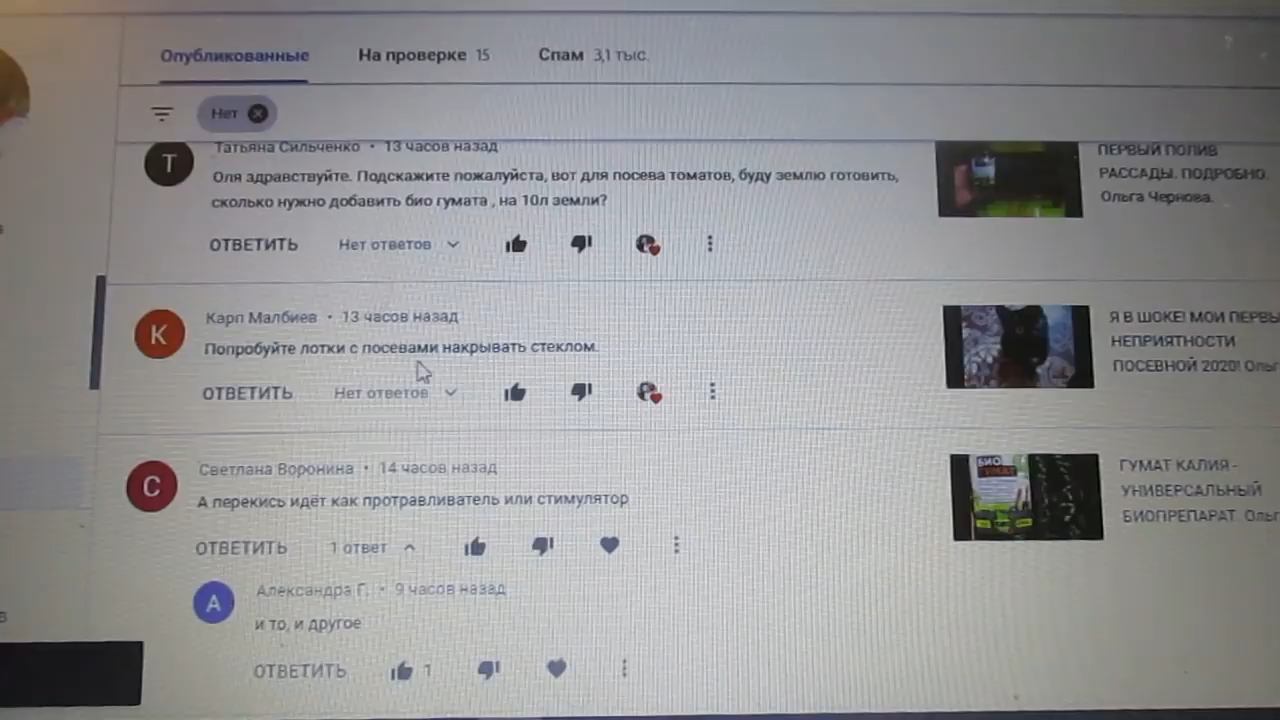 Опубликованные
На проверке 15
Спам 3,1 тыс.
Нет
Т
Татьяна Сильченко • 13 часов назад
Оля здравствуйте. Подскажите пожалуйста, вот для посева томатов, буду землю готовить,
сколько нужно добавить био гумата , на 10л земли?
ОТВЕТИТЬ Нет ответов
ПЕРВЫЙ ПОЛИВ
РАССАДЫ. ПОДРОБНО.
Ольга Чернова.
К
Карп Малбиев • 13 часов назад
Попробуйте лотки с посевами накрывать стеклом.
ОТВЕТИТЬ Нет ответов
Я В ШОКЕ! МОИ ПЕРВЫ
НЕПРИЯТНОСТИ
ПОСЕВНОЙ 2020! Оль
С
Светлана Воронина • 14 часов назад
А перекись идёт как протравливатель или стимулятор
ОТВЕТИТЬ 1 ответ
БИО
ГУМАТ КАЛИЯ -
УНИВЕРСАЛЬНЫЙ
БИОПРЕПАРАТ. Оль
А
Александра Г. • 9 часов назад
и то, и другое
ОТВЕТИТЬ 1